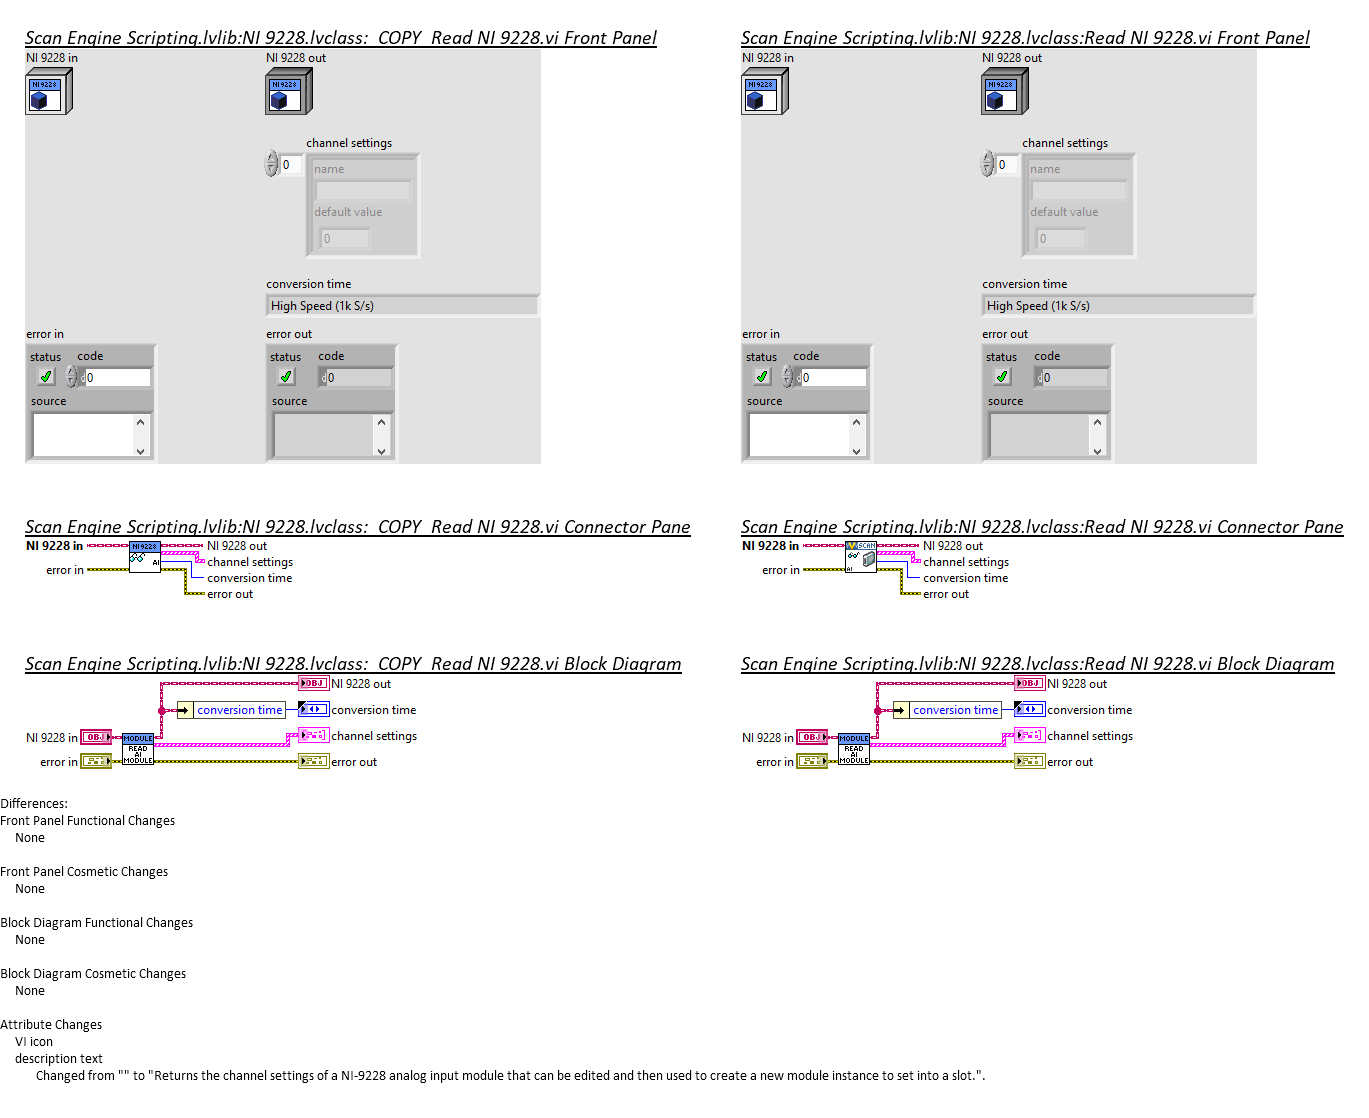 Scan Engine Scripting.lvlib:NI 9228.lvclass:_COPY_Read NI 9228.vi Front Panel
NI 9228 in
NI 9228 out
NI 9228
NI 9228
channel settings
0
name
default value
0
conversion time
High Speed (1k S/s)
error in
error out
status
code
status
code
0
0
source
source
Scan Engine Scripting.lvlib:NI 9228.lvclass:Read NI 9228.vi Front Panel
NI 9228 in
NI 9228 out
NI 9228
NI 9228
channel settings
0
name
default value
0
conversion time
High Speed (1k S/s)
error in
error out
status
code
status
code
0
0
source
source
Scan Engine Scripting.lvlib:NI 9228.lvclass:_COPY_Read NI 9228.vi Connector Pane
NI 9228 in
NI 9228
NI 9228 out
channel settings
error in
AI
conversion time
error out
Scan Engine Scripting.lvlib:NI 9228.lvclass:Read NI 9228.vi Connector Pane
NI 9228 in
SCAN
NI 9228 out
channel settings
error in
AI
conversion time
error out
Scan Engine Scripting.lvlib:NI 9228.lvclass:_COPY_Read NI 9228.vi Block Diagram
OBJ
NI 9228 out
conversion time
conversion time
NI 9228 in
OBJ
MODULE
READ
AI
MODULE
channel settings
error in
error out
Scan Engine Scripting.lvlib:NI 9228.lvclass:Read NI 9228.vi Block Diagram
OBJ
NI 9228 out
conversion time
conversion time
NI 9228 in
OBJ
MODULE
READ
AI
MODULE
channel settings
error in
error out
Differences:
Front Panel Functional Changes
None
Front Panel Cosmetic Changes
None
Block Diagram Functional Changes
None
Block Diagram Cosmetic Changes
None
Attribute Changes
VI icon
description text
Changed from "" to "Returns the channel settings of a NI-9228 analog input module that can be edited and then used to create a new module instance to set into a slot.".